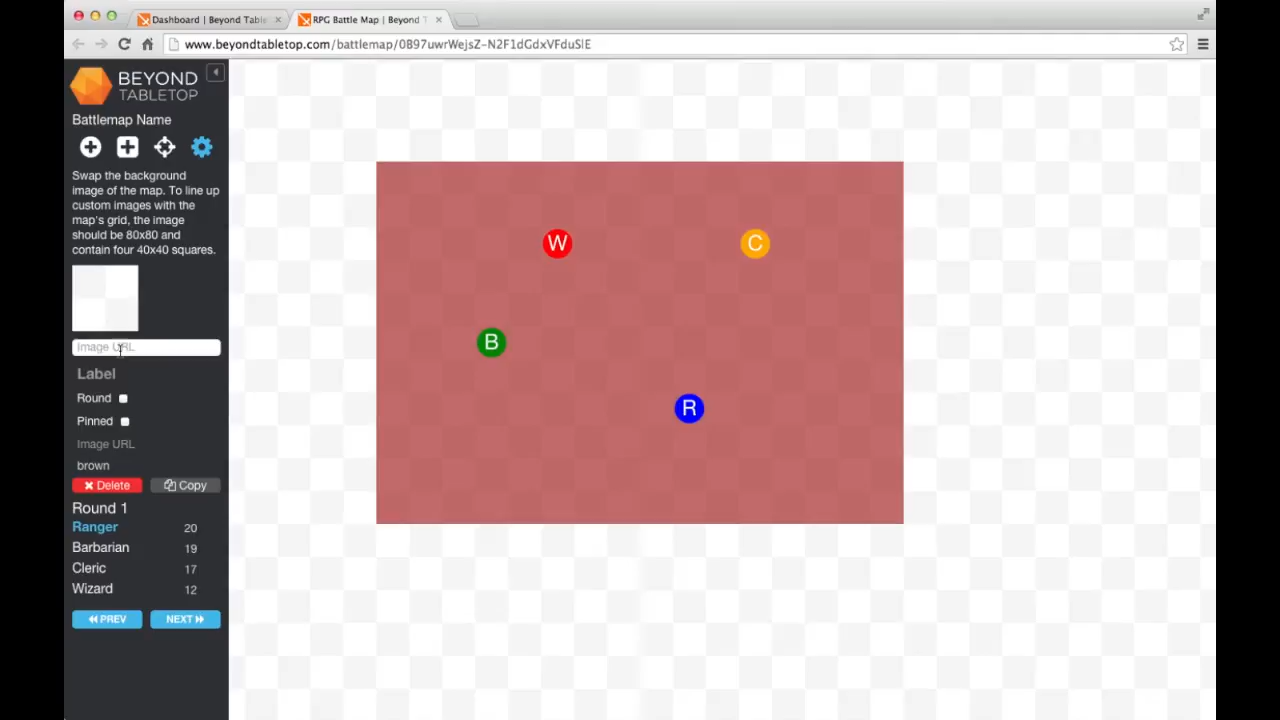 Dashboard | Beyond Table
RPG Battle Map | Beyond T
www.beyondtabletop.com/battlemap/0B97uwrWejsZ-N2F1dGdxVFduSlE
BEYOND
TABLETOP
Battlemap Name
Swap the background
image of the map. To line up
custom images with the
map's grid, the image
should be 80x80 and
contain four 40x40 squares.
Image URL
Label
Round
Pinned
Image URL
brown
Delete
Copy
Round 1
Ranger 20
Barbarian 19
Cleric 17
Wizard 12
PREV
NEXT
W
C
B
R